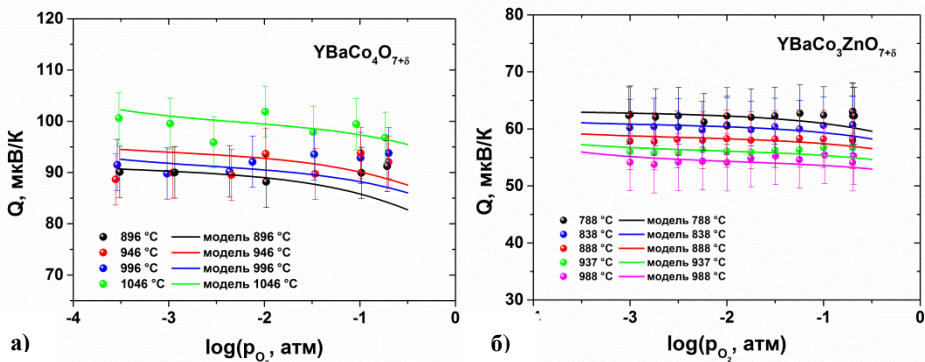 YBaCo₄O₇₊δ
Q, мкВ/К
120
110
100
90
80
70
896 °C модель 896 °C
946 °C модель 946 °C
996 °C модель 996 °C
1046 °C модель 1046 °C
-4 -3 -2 -1 0
log(pO₂, атм)
а)
YBaCo₃ZnO₇₊δ
Q, мкВ/К
80
70
60
50
40
30
788 °C модель 788 °C
838 °C модель 838 °C
888 °C модель 888 °C
937 °C модель 937 °C
988 °C модель 988 °C
-3 -2 -1 0
log(pO₂, атм)
б)